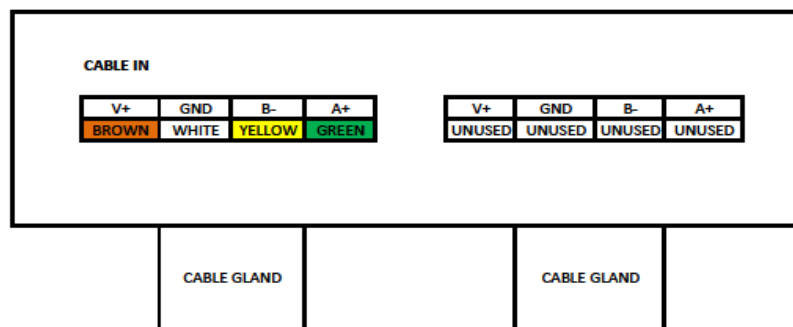 CABLE IN
V+ GND B- A+ V+ GND B- A+
BROWN WHITE YELLOW GREEN UNUSED UNUSED UNUSED UNUSED
CABLE GLAND CABLE GLAND